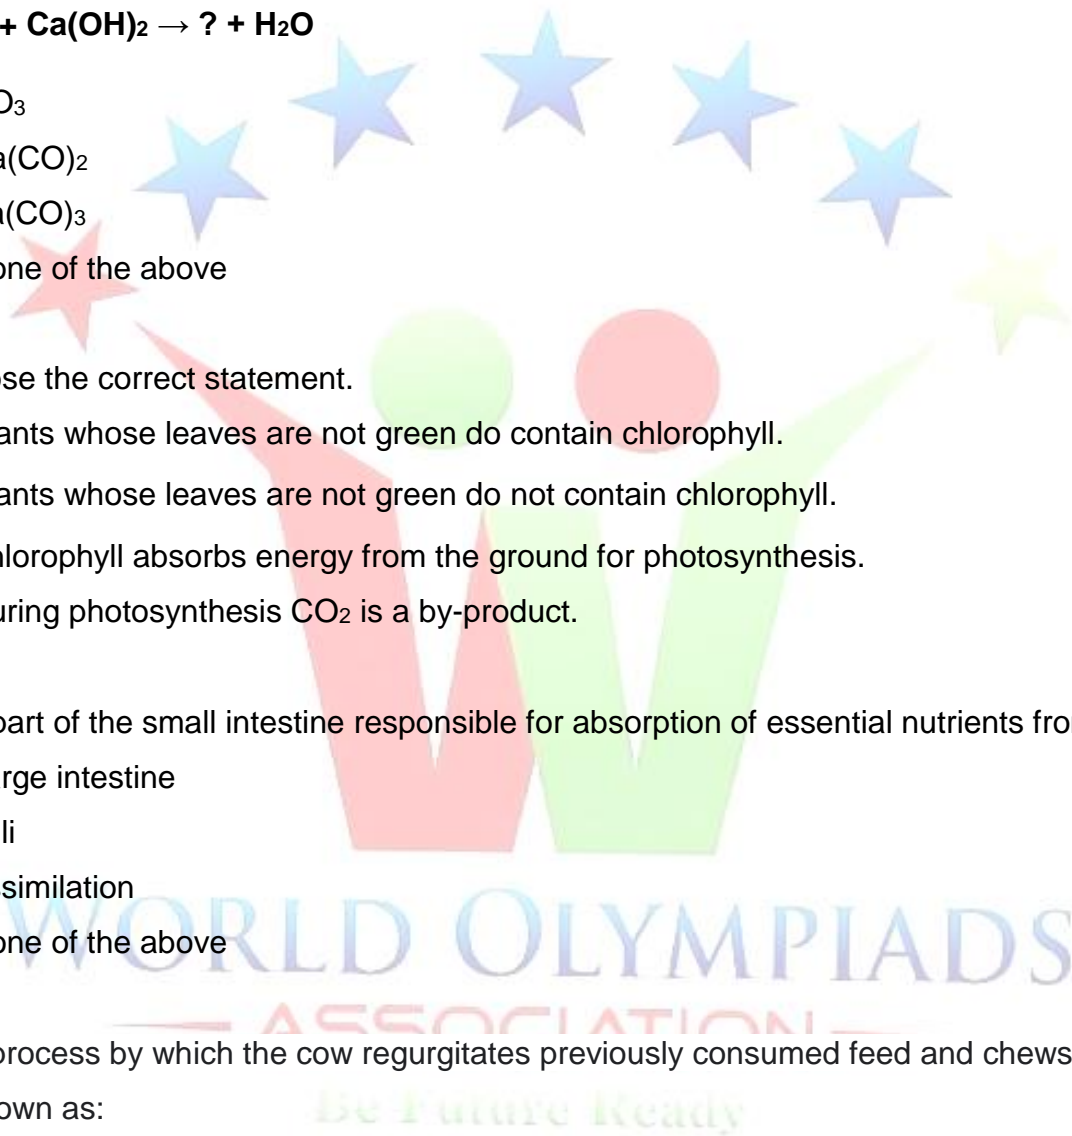 + Ca(OH)2 → ? + H2O
O3
a(CO)2
a(CO)3
one of the above
ose the correct statement.
ants whose leaves are not green do contain chlorophyll.
ants whose leaves are not green do not contain chlorophyll.
hlorophyll absorbs energy from the ground for photosynthesis.
uring photosynthesis CO2 is a by-product.
part of the small intestine responsible for absorption of essential nutrients fro
arge intestine
li
ssimilation
one of the above
WORLD OLYMPIADS
ASSOCIATION
process by which the cow regurgitates previously consumed feed and chews
own as:
Be Future Ready